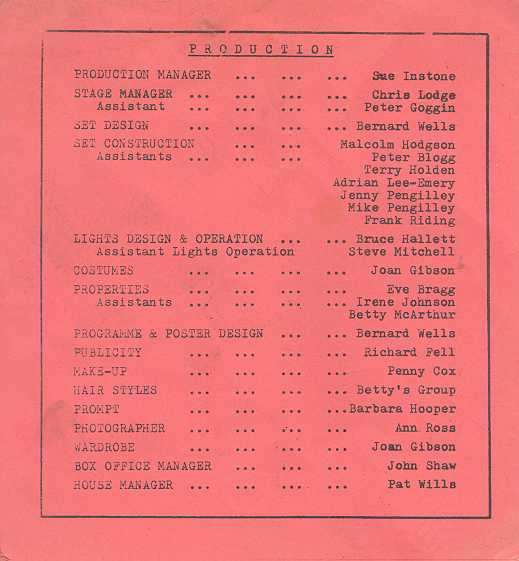 PRODUCTION
PRODUCTION MANAGER ... ... ... Sue Instone
STAGE MANAGER ... ... ... ... Chris Lodge
Assistant ... ... ... ... Peter Goggin
SET DESIGN ... ... ... ... Bernard Wells
SET CONSTRUCTION ... ... Malcolm Hodgson
Assistants ... ... ... Peter Blogg
Terry Holden
Adrian Lee-Emery
Jenny Pengilley
Mike Pengilley
Frank Riding
LIGHTS DESIGN & OPERATION ... ... Bruce Hallett
Assistant Lights Operation Steve Mitchell
COSTUMES ... ... ... ... Joan Gibson
PROPERTIES ... ... ... ... Eve Bragg
Assistants ... ... ... ... Irene Johnson
Betty McArthur
PROGRAMME & POSTER DESIGN ... ... Bernard Wells
PUBLICITY ... ... ... ... Richard Fell
MAKE-UP ... ... ... ... Penny Cox
HAIR STYLES ... ... ... ... Betty's Group
PROMPT ... ... ... ...Barbara Hooper
PHOTOGRAPHER ... ... ... ... Ann Ross
WARDROBE ... ... ... ... Joan Gibson
BOX OFFICE MANAGER ... ... ... John Shaw
HOUSE MANAGER ... ... ... ... Pat Wills